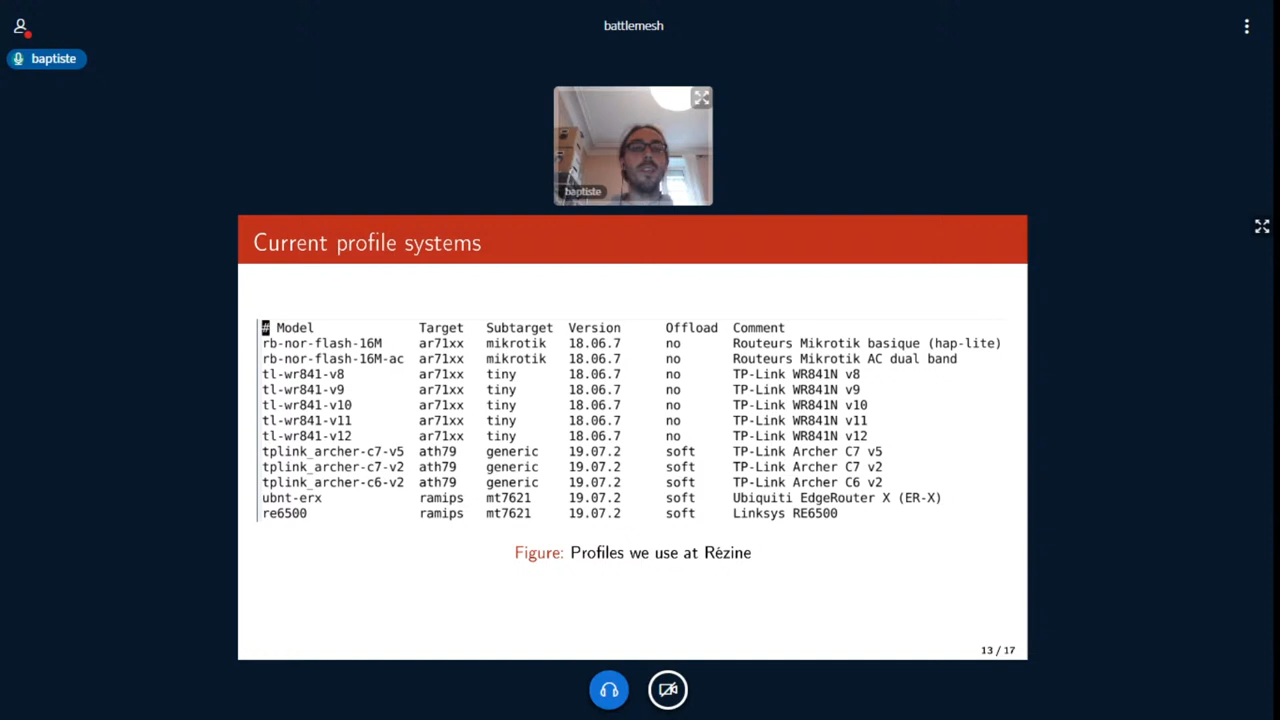 battlemesh
baptiste
baptiste
Current profile systems
# Model Target Subtarget Version Offload Comment
rb-nor-flash-16M ar71xx mikrotik 18.06.7 no Routeurs Mikrotik basique (hap-lite)
rb-nor-flash-16M-ac ar71xx mikrotik 18.06.7 no Routeurs Mikrotik AC dual band
tl-wr841-v8 ar71xx tiny 18.06.7 no TP-Link WR841N v8
tl-wr841-v9 ar71xx tiny 18.06.7 no TP-Link WR841N v9
tl-wr841-v10 ar71xx tiny 18.06.7 no TP-Link WR841N v10
tl-wr841-v11 ar71xx tiny 18.06.7 no TP-Link WR841N v11
tl-wr841-v12 ar71xx tiny 18.06.7 no TP-Link WR841N v12
tplink_archer-c7-v5 ath79 generic 19.07.2 soft TP-Link Archer C7 v5
tplink_archer-c7-v2 ath79 generic 19.07.2 soft TP-Link Archer C7 v2
tplink_archer-c6-v2 ath79 generic 19.07.2 soft TP-Link Archer C6 v2
ubnt-erx ramips mt7621 19.07.2 soft Ubiquiti EdgeRouter X (ER-X)
re6500 ramips mt7621 19.07.2 soft Linksys RE6500
Figure: Profiles we use at Rézine
13 / 17